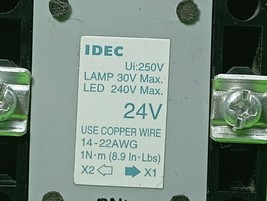 IDEC
Ui:250V
LAMP 30V Max.
LED 240V Max.
24V
USE COPPER WIRE
14-22AWG
1N·m (8.9 In·Lbs)
X2 ⇦ ➡ X1